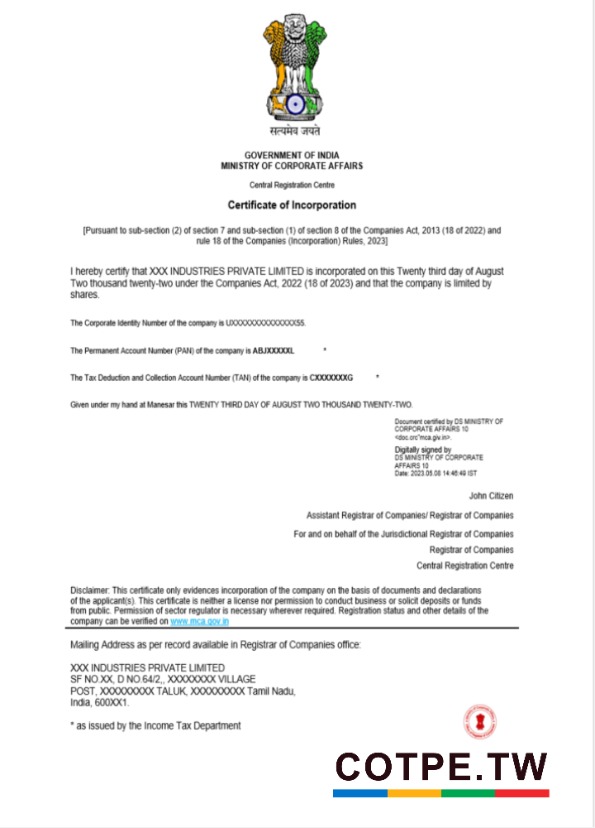 सत्यमेव जयते
GOVERNMENT OF INDIA
MINISTRY OF CORPORATE AFFAIRS
Central Registration Centre
Certificate of Incorporation
[Pursuant to sub-section (2) of section 7 and sub-section (1) of section 8 of the Companies Act, 2013 (18 of 2022) and
rule 18 of the Companies (Incorporation) Rules, 2023]
I hereby certify that XXX INDUSTRIES PRIVATE LIMITED is incorporated on this Twenty third day of August
Two thousand twenty-two under the Companies Act, 2022 (18 of 2023) and that the company is limited by
shares.
The Corporate Identity Number of the company is UXXXXXXXXXXXXXX55.
The Permanent Account Number (PAN) of the company is ABJXXXXXL *
The Tax Deduction and Collection Account Number (TAN) of the company is CXXXXXXXG *
Given under my hand at Manesar this TWENTY THIRD DAY OF AUGUST TWO THOUSAND TWENTY-TWO.
Document certified by DS MINISTRY OF
CORPORATE AFFAIRS 10
<doc.crc"mca.giv.in>.
Digitally signed by
DS MINISTRY OF CORPORATE
AFFAIRS 10
Date: 2023.05.08 14:46:49 IST
John Citizen
Assistant Registrar of Companies/ Registrar of Companies
For and on behalf of the Jurisdictional Registrar of Companies
Registrar of Companies
Central Registration Centre
Disclaimer: This certificate only evidences incorporation of the company on the basis of documents and declarations
of the applicant(s). This certificate is neither a license nor permission to conduct business or solicit deposits or funds
from public. Permission of sector regulator is necessary wherever required. Registration status and other details of the
company can be verified on www.mca.gov.in
Mailing Address as per record available in Registrar of Companies office:
XXX INDUSTRIES PRIVATE LIMITED
SF NO.XX, D NO.64/2,, XXXXXXXX VILLAGE
POST, XXXXXXXXX TALUK, XXXXXXXXX Tamil Nadu,
India, 600XX1.
* as issued by the Income Tax Department
COTPE.TW